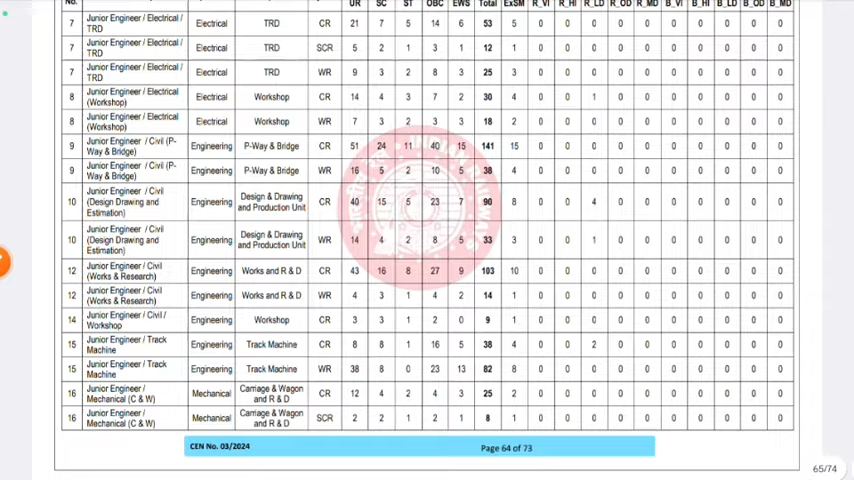 No. UR SC ST OBC EWS Total ExSM R_VI R_HI R_LD R_OD R_MD B_VI B_HI B_LD B_OD B_MD
7 Junior Engineer / Electrical / TRD Electrical TRD CR 21 7 5 14 6 53 5 0 0 0 0 0 0 0 0 0 0
7 Junior Engineer / Electrical / TRD Electrical TRD SCR 5 2 1 3 1 12 1 0 0 0 0 0 0 0 0 0 0
7 Junior Engineer / Electrical / TRD Electrical TRD WR 9 3 2 8 3 25 3 0 0 0 0 0 0 0 0 0 0
8 Junior Engineer / Electrical (Workshop) Electrical Workshop CR 14 4 3 7 2 30 4 0 0 1 0 0 0 0 0 0 0
8 Junior Engineer / Electrical (Workshop) Electrical Workshop WR 7 3 2 3 3 18 2 0 0 0 0 0 0 0 0 0 0
9 Junior Engineer / Civil (P-Way & Bridge) Engineering P-Way & Bridge CR 51 24 11 40 15 141 15 0 0 0 0 0 0 0 0 0 0
9 Junior Engineer / Civil (P-Way & Bridge) Engineering P-Way & Bridge WR 16 5 2 10 5 38 4 0 0 0 0 0 0 0 0 0 0
10 Junior Engineer / Civil (Design Drawing and Estimation) Engineering Design & Drawing and Production Unit CR 40 15 5 23 7 90 8 0 0 4 0 0 0 0 0 0 0
10 Junior Engineer / Civil (Design Drawing and Estimation) Engineering Design & Drawing and Production Unit WR 14 4 2 8 5 33 3 0 0 1 0 0 0 0 0 0 0
12 Junior Engineer / Civil (Works & Research) Engineering Works and R & D CR 43 16 8 27 9 103 10 0 0 0 0 0 0 0 0 0 0
12 Junior Engineer / Civil (Works & Research) Engineering Works and R & D WR 4 3 1 4 2 14 1 0 0 0 0 0 0 0 0 0 0
14 Junior Engineer / Civil / Workshop Engineering Workshop CR 3 3 1 2 0 9 1 0 0 0 0 0 0 0 0 0 0
15 Junior Engineer / Track Machine Engineering Track Machine CR 8 8 1 16 5 38 4 0 0 2 0 0 0 0 0 0 0
15 Junior Engineer / Track Machine Engineering Track Machine WR 38 8 0 23 13 82 8 0 0 0 0 0 0 0 0 0 0
16 Junior Engineer / Mechanical (C & W) Mechanical Carriage & Wagon and R & D CR 12 4 2 4 3 25 2 0 0 0 0 0 0 0 0 0 0
16 Junior Engineer / Mechanical (C & W) Mechanical Carriage & Wagon and R & D SCR 2 2 1 2 1 8 1 0 0 0 0 0 0 0 0 0 0
CEN No. 03/2024 Page 64 of 73
65/74